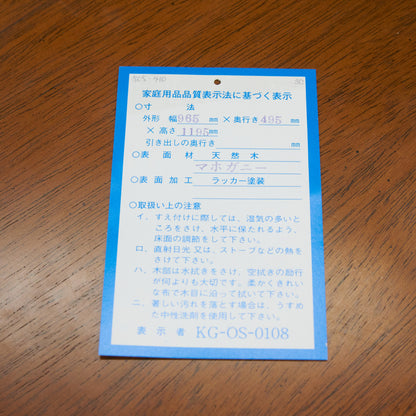 SCS-910 30
家庭用品品質表示法に基づく表示
○寸 法
外形 幅 965 ㎜ × 奥行き 495 ㎜
× 高さ 1195 ㎜
引き出しの奥行き ㎜
○表面材 天然木
マホガニー
○表面加工 ラッカー塗装
○取扱い上の注意
イ、すえ付けに際しては、湿気の多いと
ころをさけ、水平に保たれるよう、
床面の調節をして下さい。
ロ、直射日光又は、ストーブなどの熱を
さけて下さい。
ハ、木部は水拭きをさけ、空拭きの励行
が何よりも大切です。柔かくきれい
な布で木目に沿って拭いて下さい。
ニ、著しい汚れを落とす場合は、うすめ
た中性洗剤を使用して下さい。
表示者 KG-OS-0108